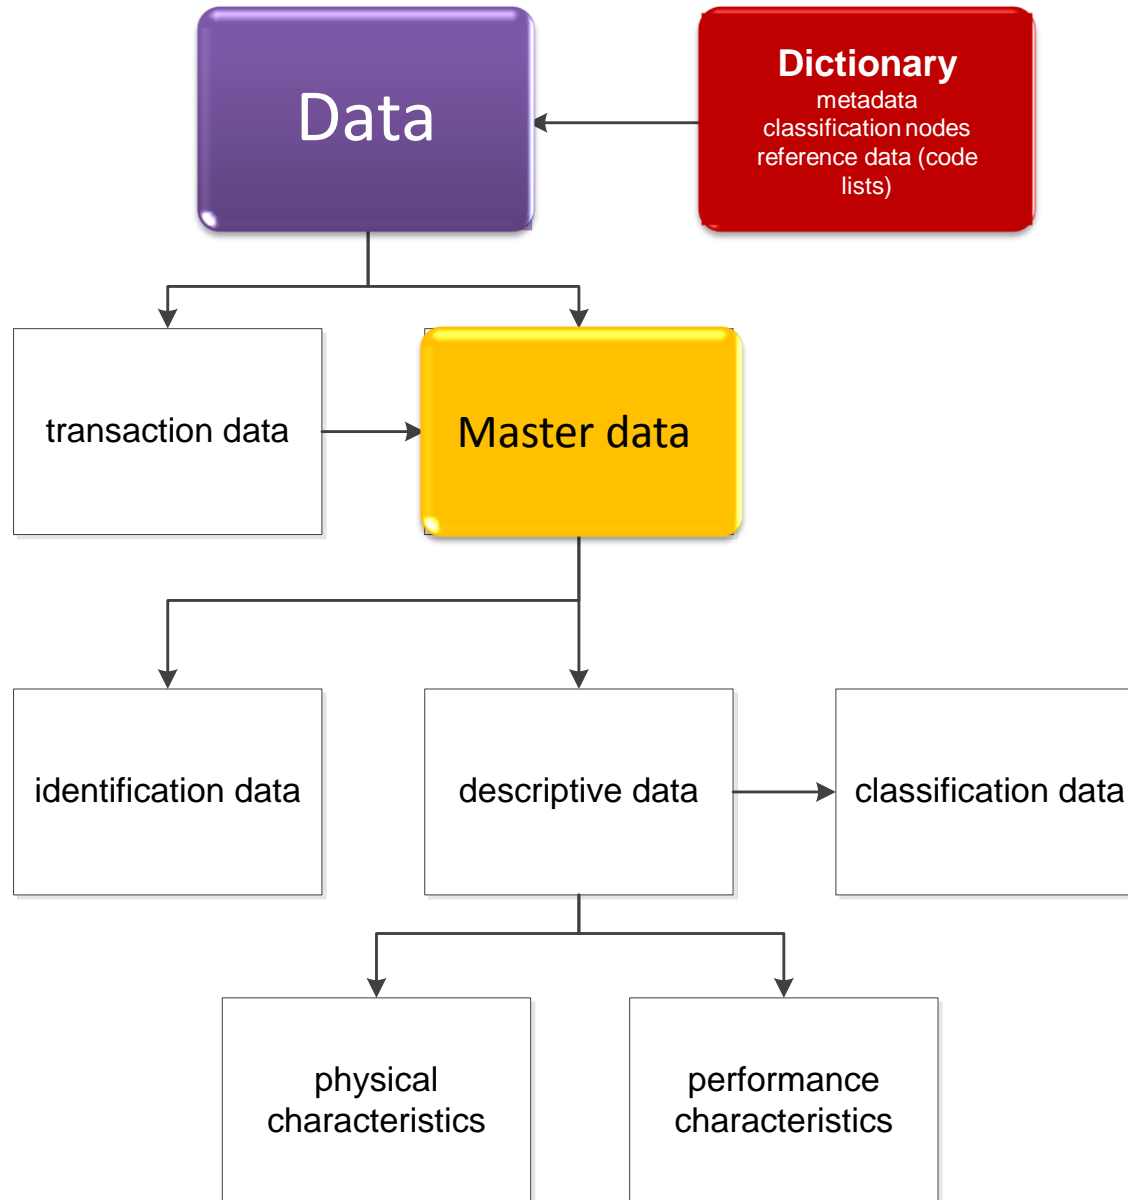 Data
Dictionary
metadada
classification nodes
reference data (code
lists)
transaction data
Master data
identification data
descriptive data
classification data
physical
characteristics
performance
characteristics